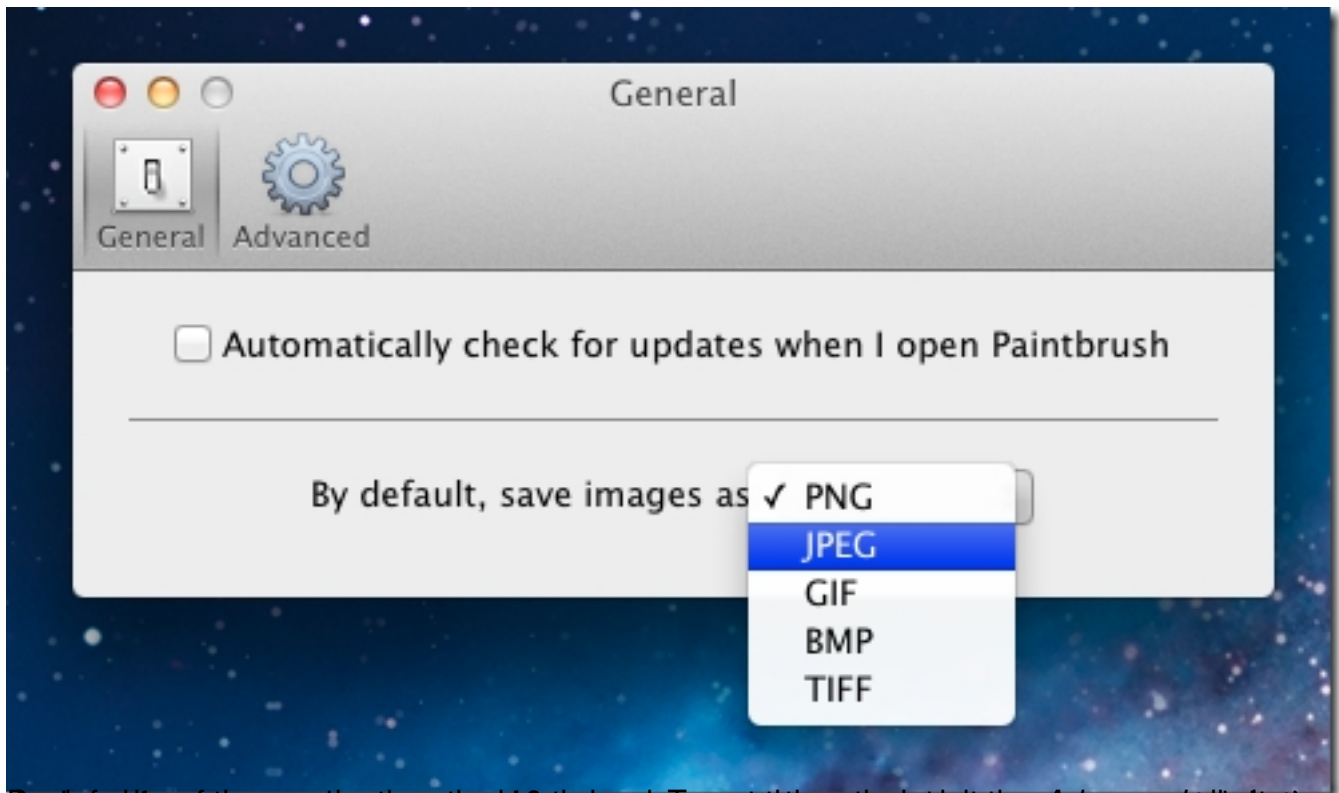 General
General Advanced
Automatically check for updates when I open Paintbrush
By default, save images as ✓ PNG
JPEG
GIF
BMP
TIFF